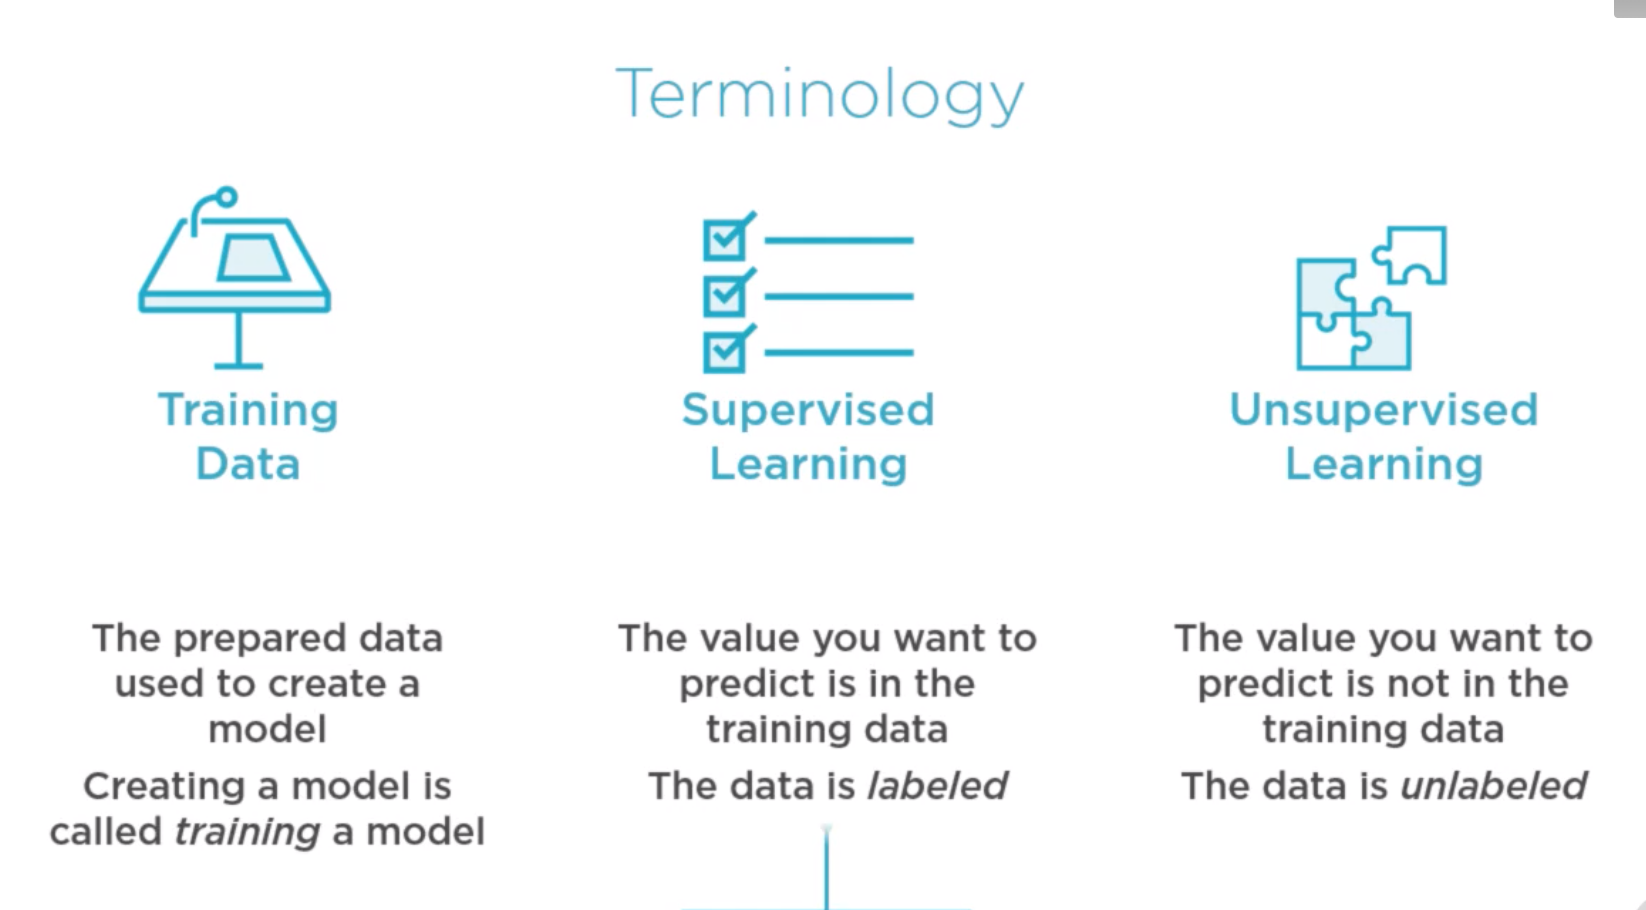 Terminology
Training
Data
The prepared data
used to create a
model
Creating a model is
called training a model
Supervised
Learning
The value you want to
predict is in the
training data
The data is labeled
Unsupervised
Learning
The value you want to
predict is not in the
training data
The data is unlabeled